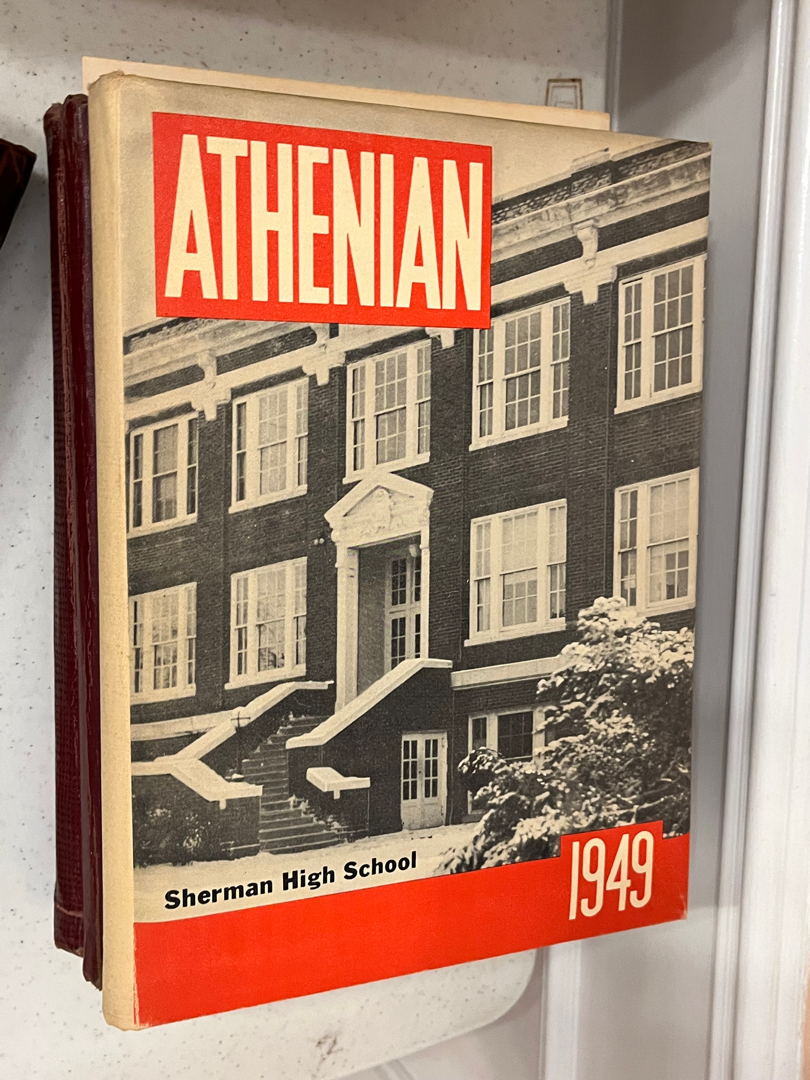 ATHENIAN
Sherman High School
1949